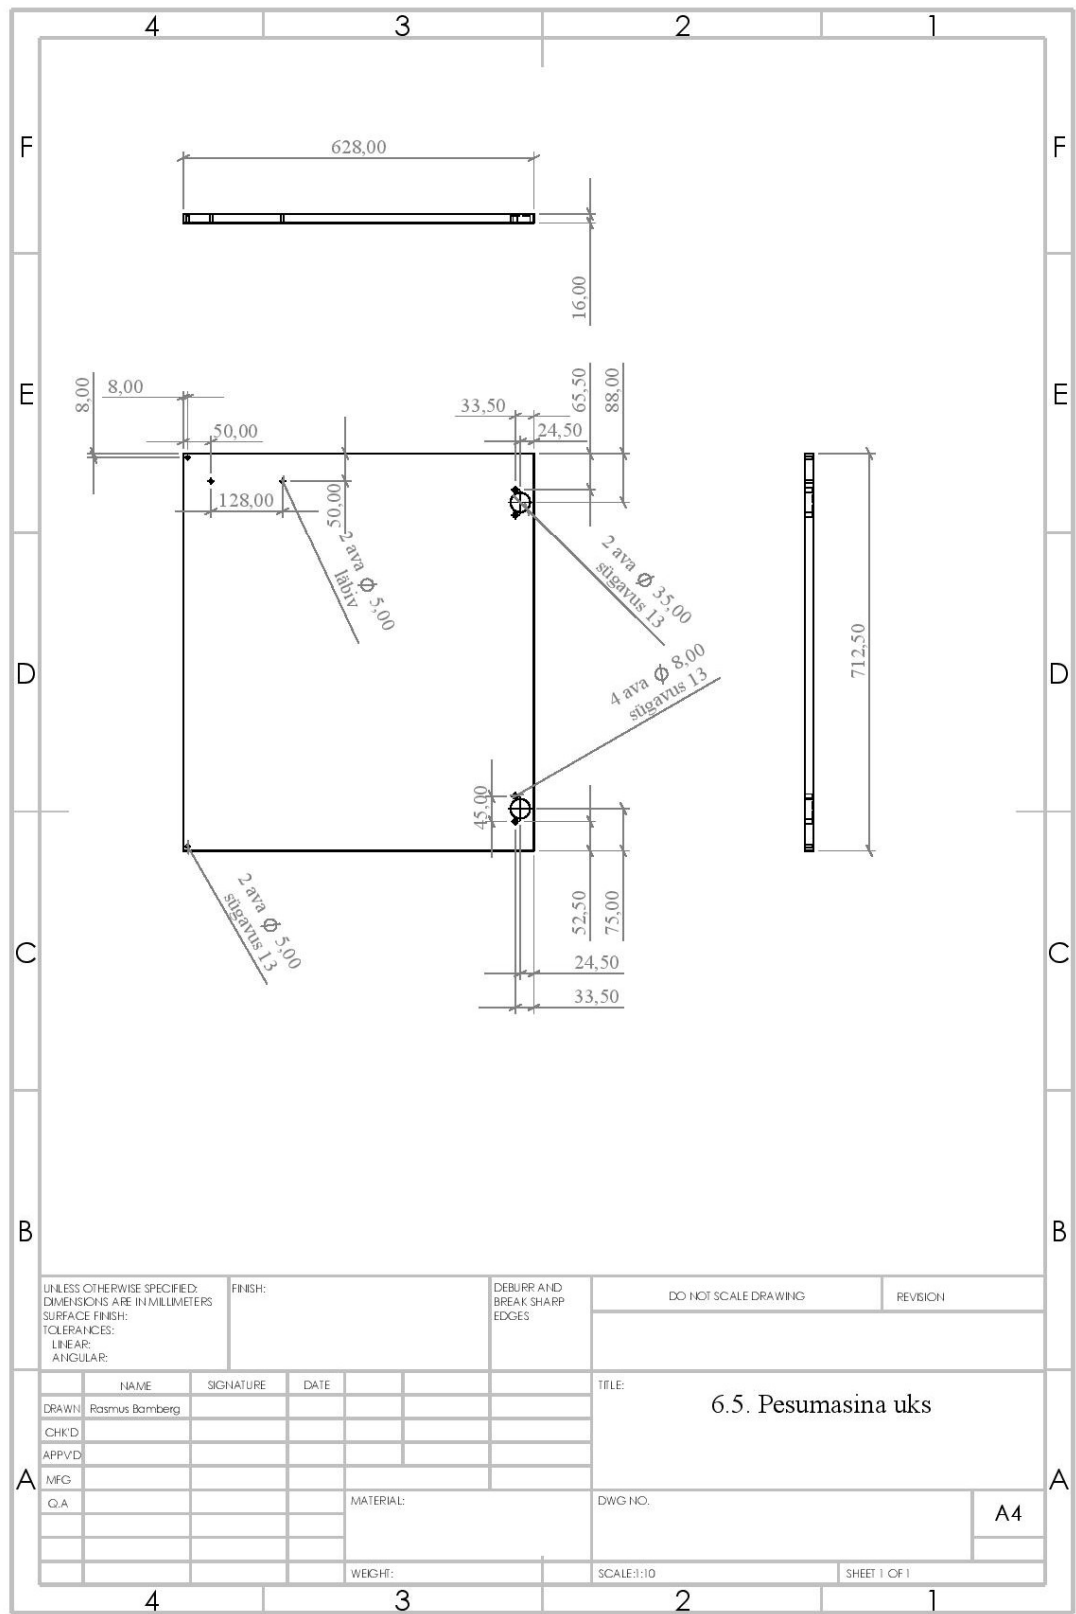 4 3 2 1
F F
628,00
16,00
E E
8,00
8,00
50,00
128,00
50,00
33,50
24,50
65,50
88,00
2 ava Ø 5,00
läbiv
2 ava Ø 35,00
sügavus 13
4 ava Ø 8,00
sügavus 13
712,50
D D
45,00
2 ava Ø 5,00
sügavus 13
52,50
75,00
24,50
33,50
C C
B B
UNLESS OTHERWISE SPECIFIED:
DIMENSIONS ARE IN MILLIMETERS
SURFACE FINISH:
TOLERANCES:
LINEAR:
ANGULAR:
FINISH:
DEBURR AND
BREAK SHARP
EDGES
DO NOT SCALE DRAWING
REVISION
NAME SIGNATURE DATE
DRAWN Rasmus Bamberg
CHK'D
APPV'D
MFG
Q.A
TITLE:
6.5. Pesumasina uks
A A
MATERIAL:
DWG NO.
A4
WEIGHT:
SCALE:1:10
SHEET 1 OF 1
4 3 2 1